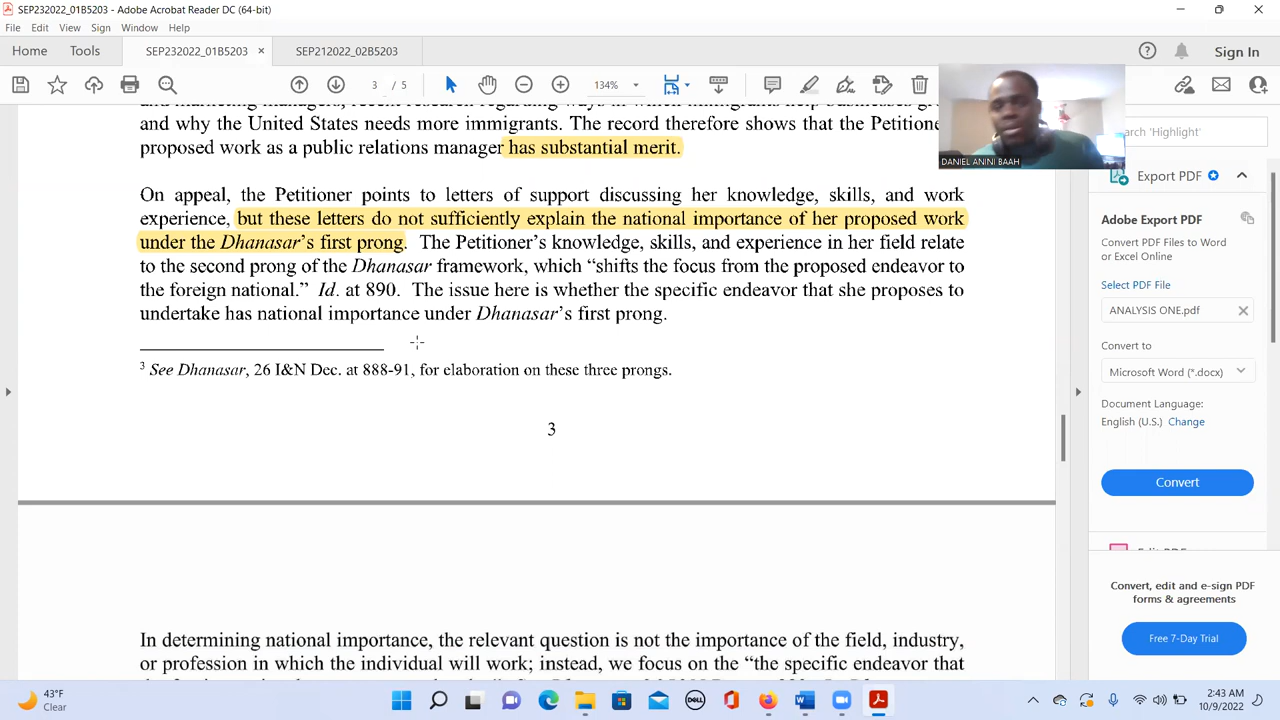 SEP232022_01B5203 - Adobe Acrobat Reader DC (64-bit)
File Edit View Sign Window Help
Home Tools SEP232022_01B5203 × SEP212022_02B5203 Sign In
3 / 5 134%
and why the United States needs more immigrants. The record therefore shows that the
proposed work as a public relations manager has substantial merit.
On appeal, the Petitioner points to letters of support discussing her knowledge, skills, and work
experience, but these letters do not sufficiently explain the national importance of her proposed work
under the Dhanasar's first prong. The Petitioner's knowledge, skills, and experience in her field relate
to the second prong of the Dhanasar framework, which “shifts the focus from the proposed endeavor to
the foreign national.” Id. at 890. The issue here is whether the specific endeavor that she proposes to
undertake has national importance under Dhanasar's first prong.
3 See Dhanasar, 26 I&N Dec. at 888-91, for elaboration on these three prongs.
3
In determining national importance, the relevant question is not the importance of the field, industry,
or profession in which the individual will work; instead, we focus on the “the specific endeavor that
DANIEL ANINI BAAH
'Highlight'
Export PDF
Adobe Export PDF
Convert PDF Files to Word
or Excel Online
Select PDF File
ANALYSIS ONE.pdf
Convert to
Microsoft Word (*.docx)
Document Language:
English (U.S.) Change
Convert
Convert, edit and e-sign PDF
forms & agreements
Free 7-Day Trial
43°F
Clear
DELL
2:43 AM
10/9/2022